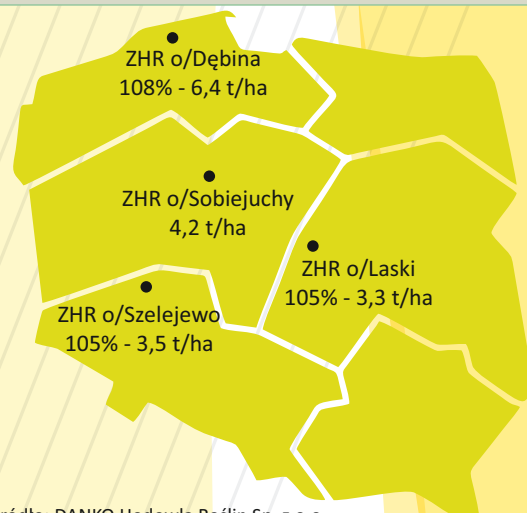 ZHR o/Dębina
108% - 6,4 t/ha
ZHR o/Sobiejuchy
4,2 t/ha
ZHR o/Laski
105% - 3,3 t/ha
ZHR o/Szelejewo
105% - 3,5 t/ha